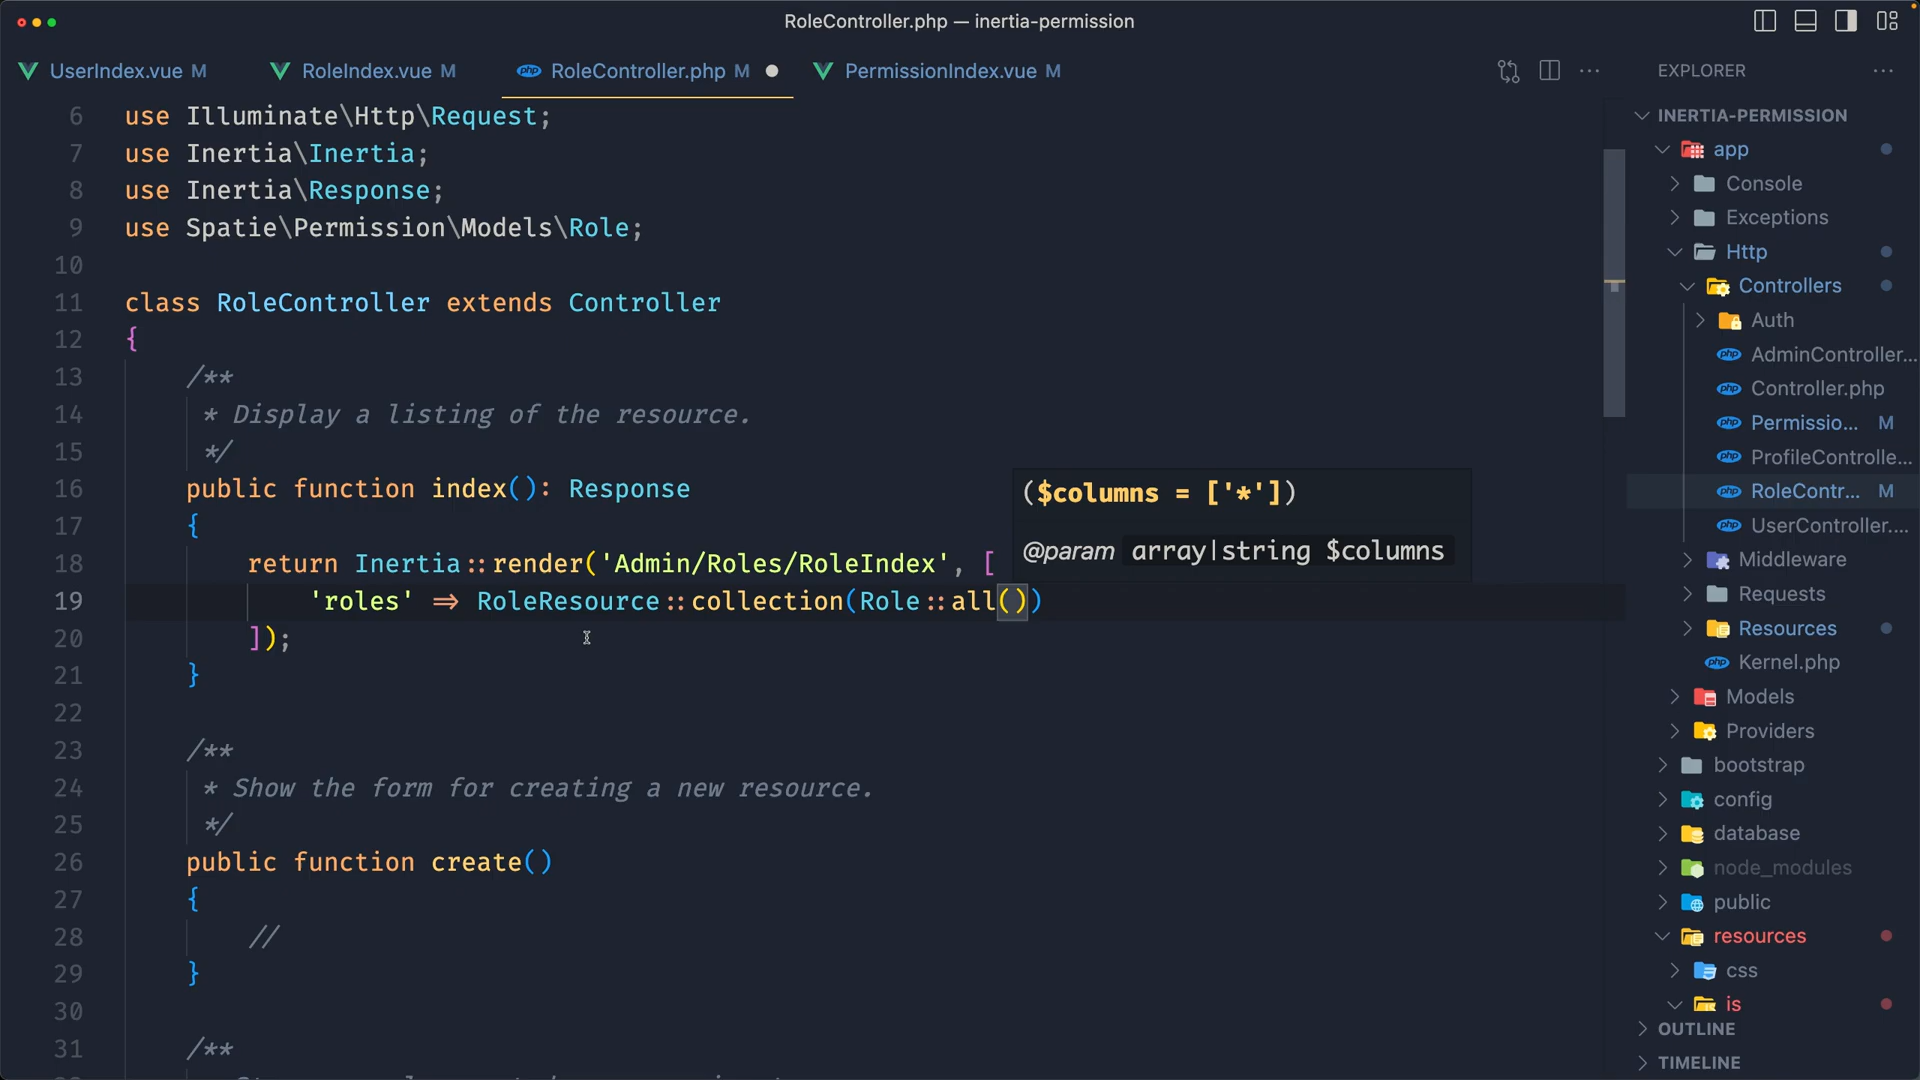 RoleController.php — inertia-permission
UserIndex.vue M
RoleIndex.vue M
RoleController.php M
PermissionIndex.vue M
6 use Illuminate\Http\Request;
7 use Inertia\Inertia;
8 use Inertia\Response;
9 use Spatie\Permission\Models\Role;
10
11 class RoleController extends Controller
12 {
13 /**
14 * Display a listing of the resource.
15 */
16 public function index(): Response
17 {
18 return Inertia::render('Admin/Roles/RoleIndex', [
19 'roles' => RoleResource::collection(Role::all())
20 ]);
21 }
22
23 /**
24 * Show the form for creating a new resource.
25 */
26 public function create()
27 {
28 //
29 }
30
31 /**
($columns = ['*'])
@param array|string $columns
EXPLORER
INERTIA-PERMISSION
app
Console
Exceptions
Http
Controllers
Auth
AdminController...
Controller.php
Permissio... M
ProfileControlle...
RoleContr... M
UserController....
Middleware
Requests
Resources
Kernel.php
Models
Providers
bootstrap
config
database
node_modules
public
resources
css
OUTLINE
TIMELINE